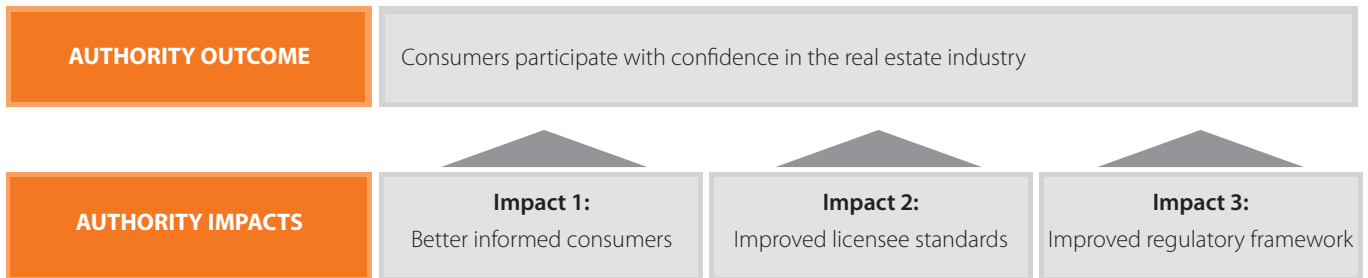 AUTHORITY OUTCOME
Consumers participate with confidence in the real estate industry
AUTHORITY IMPACTS
Impact 1:
Better informed consumers
Impact 2:
Improved licensee standards
Impact 3:
Improved regulatory framework